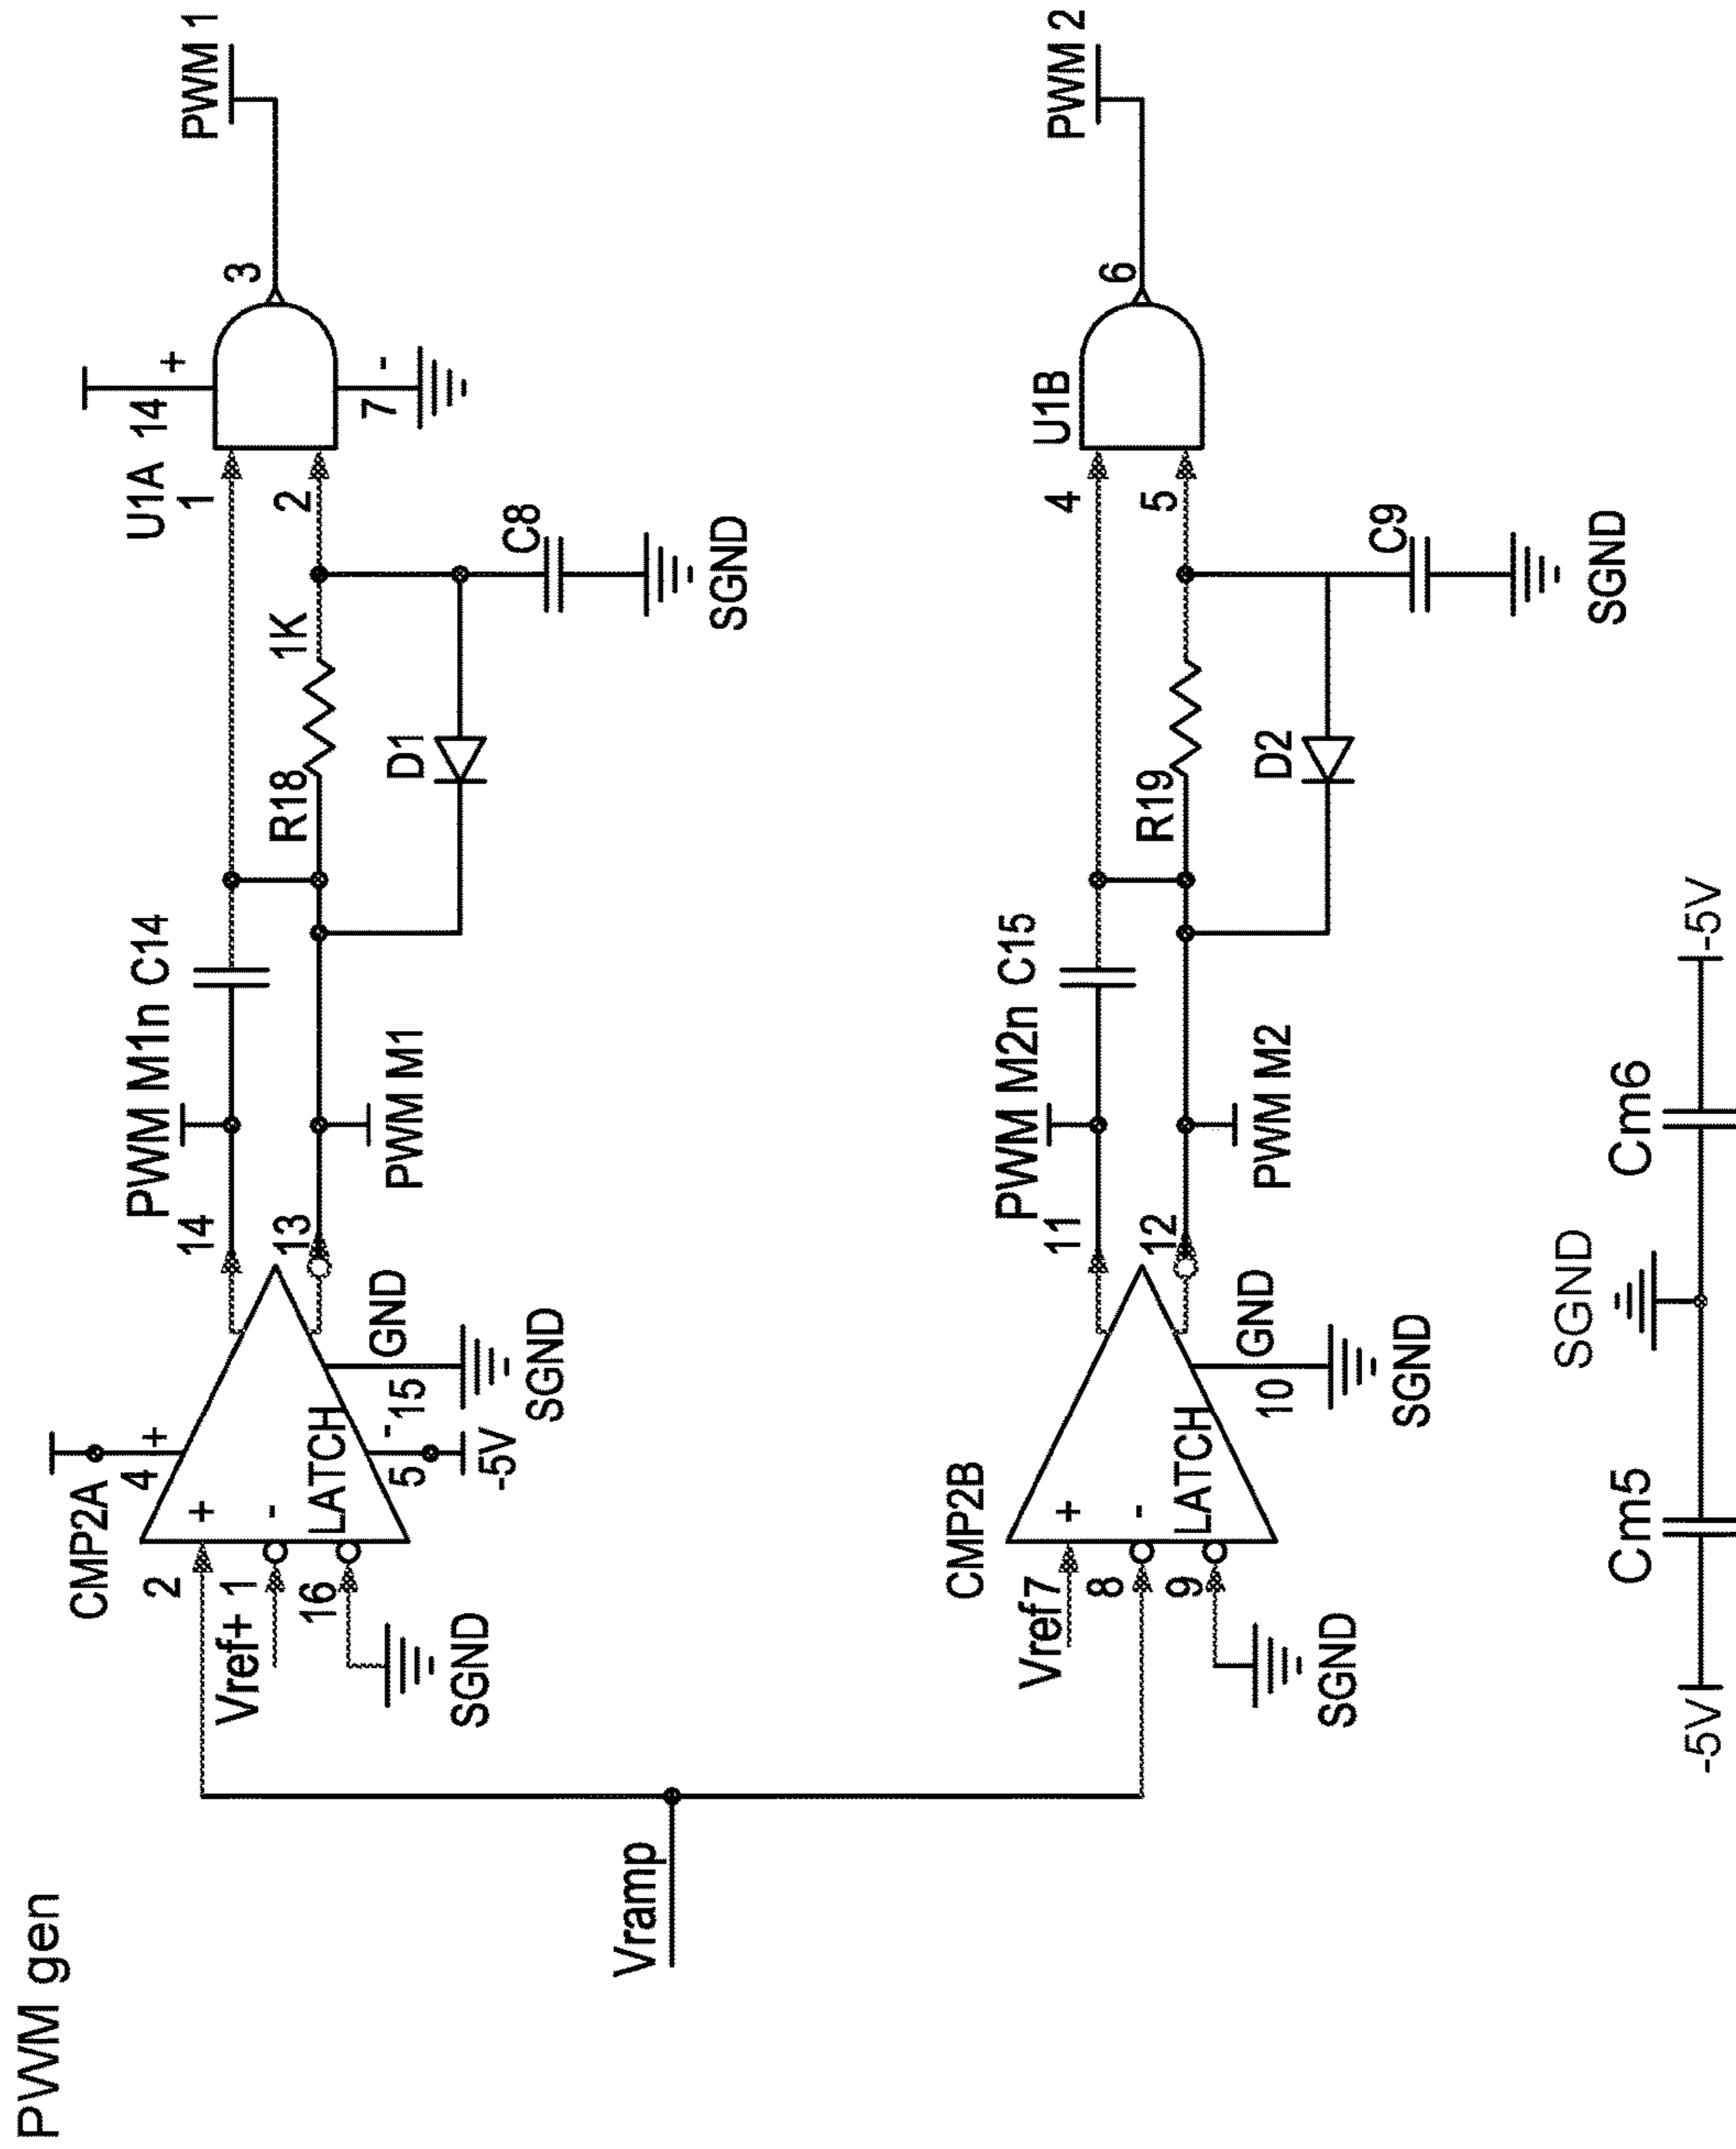 PWM gen
CMP2A
4
+
2
+
Vref+ 1
-
16
LATCH
SGND
5
-
-5V
15
GND
SGND
14
13
PWM M1n C14
PWM M1
R18
1K
D1
C8
SGND
U1A 14
+
1
2
7
-
3
PWM 1
Vramp
CMP2B
Vref 7
+
8
-
9
LATCH
SGND
10
GND
SGND
11
12
PWM M2n C15
PWM M2
R19
D2
C9
SGND
U1B
4
5
6
PWM 2
SGND
Cm5
Cm6
-5V
-5V